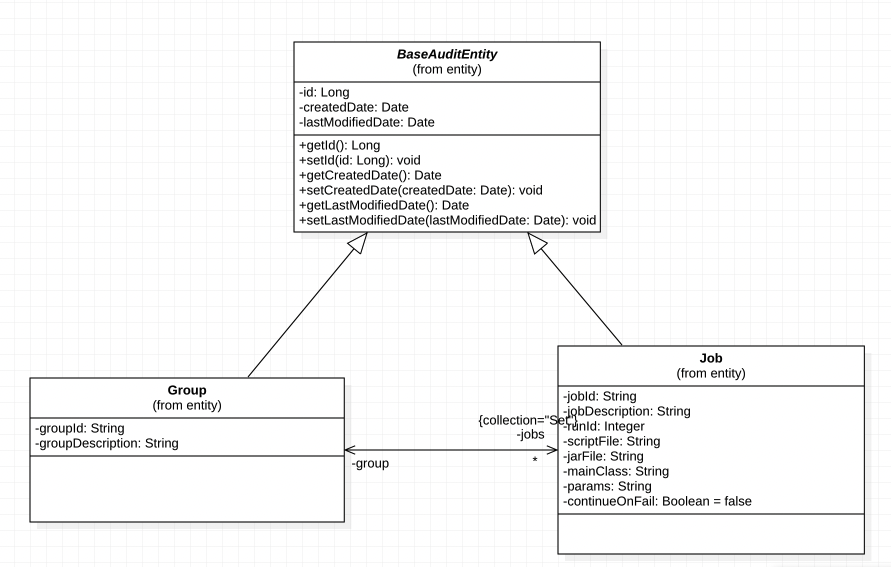 BaseAuditEntity
(from entity)
-id: Long
-createdDate: Date
-lastModifiedDate: Date
+getId(): Long
+setId(id: Long): void
+getCreatedDate(): Date
+setCreatedDate(createdDate: Date): void
+getLastModifiedDate(): Date
+setLastModifiedDate(lastModifiedDate: Date): void
Group
(from entity)
-groupId: String
-groupDescription: String
-group
{collection="Set"}
-jobs
*
Job
(from entity)
-jobId: String
-jobDescription: String
-runId: Integer
-scriptFile: String
-jarFile: String
-mainClass: String
-params: String
-continueOnFail: Boolean = false